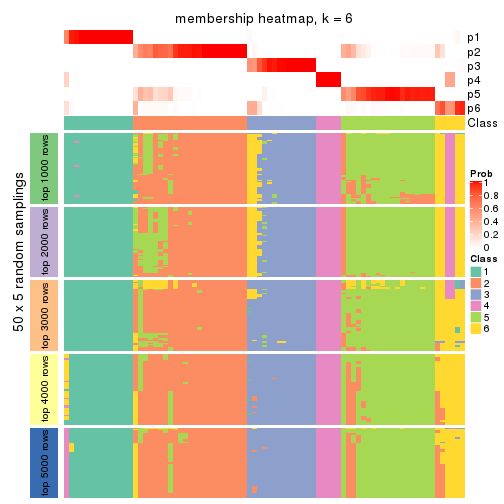 membership heatmap, k = 6
p1
p2
p3
p4
p5
p6
Class
50 x 5 random samplings
top 1000 rows
top 2000 rows
top 3000 rows
top 4000 rows
top 5000 rows
Prob
1
0.8
0.6
0.4
0.2
0
Class
1
2
3
4
5
6